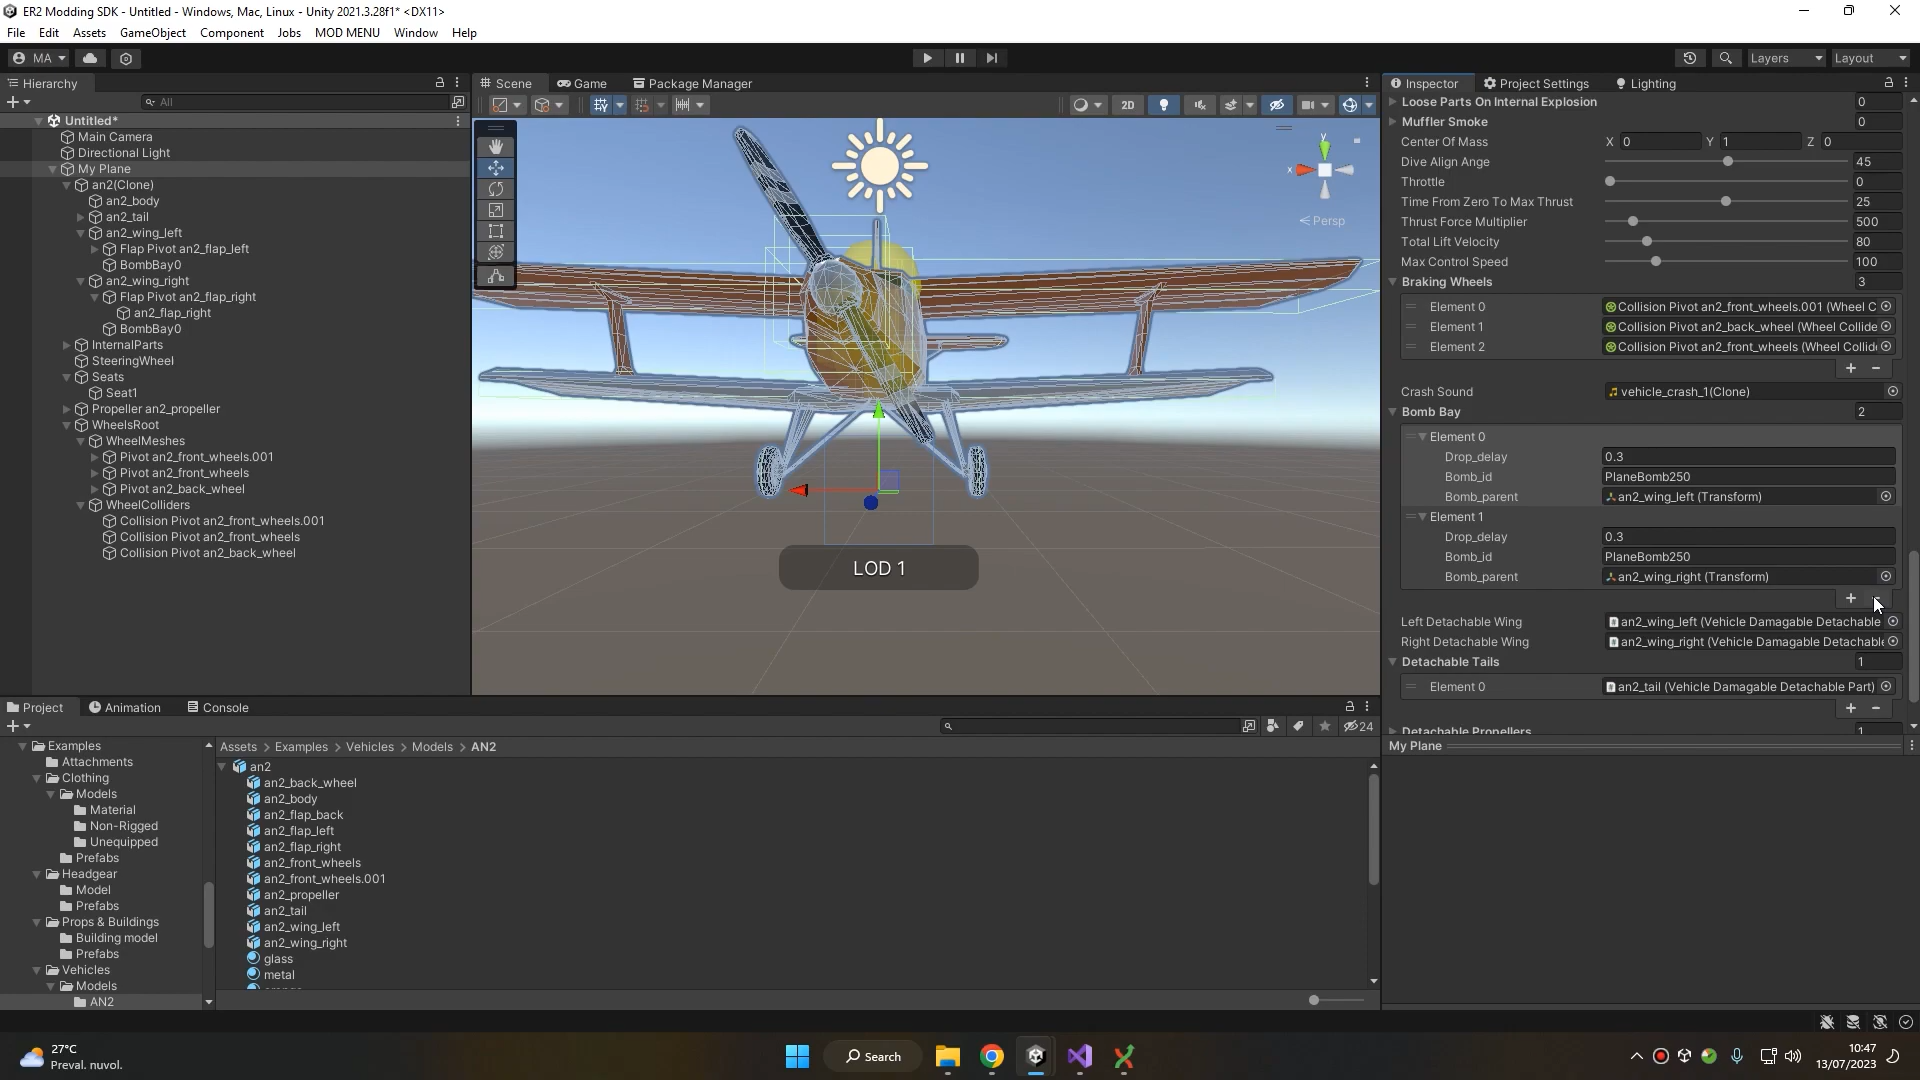 ER2 Modding SDK - Untitled - Windows, Mac, Linux - Unity 2021.3.28f1* <DX11>
File Edit Assets GameObject Component Jobs MOD MENU Window Help
MA Layers Layout
Hierarchy
All
Untitled*
Main Camera
Directional Light
My Plane
an2(Clone)
an2_body
an2_tail
an2_wing_left
Flap Pivot an2_flap_left
BombBay0
an2_wing_right
Flap Pivot an2_flap_right
an2_flap_right
BombBay0
InternalParts
SteeringWheel
Seats
Seat1
Propeller an2_propeller
WheelsRoot
WheelMeshes
Pivot an2_front_wheels.001
Pivot an2_front_wheels
Pivot an2_back_wheel
WheelColliders
Collision Pivot an2_front_wheels.001
Collision Pivot an2_front_wheels
Collision Pivot an2_back_wheel
Scene Game Package Manager
2D
y
x
Persp
LOD 1
Inspector Project Settings Lighting
Loose Parts On Internal Explosion 0
Muffler Smoke 0
Center Of Mass X 0 Y 1 Z 0
Dive Align Ange 45
Throttle 0
Time From Zero To Max Thrust 25
Thrust Force Multiplier 500
Total Lift Velocity 80
Max Control Speed 100
Braking Wheels 3
Element 0 Collision Pivot an2_front_wheels.001 (Wheel C
Element 1 Collision Pivot an2_back_wheel (Wheel Collide
Element 2 Collision Pivot an2_front_wheels (Wheel Collid
Crash Sound vehicle_crash_1(Clone)
Bomb Bay 2
Element 0
Drop_delay 0.3
Bomb_id PlaneBomb250
Bomb_parent an2_wing_left (Transform)
Element 1
Drop_delay 0.3
Bomb_id PlaneBomb250
Bomb_parent an2_wing_right (Transform)
Left Detachable Wing an2_wing_left (Vehicle Damagable Detachable
Right Detachable Wing an2_wing_right (Vehicle Damagable Detachable
Detachable Tails 1
Element 0 an2_tail (Vehicle Damagable Detachable Part)
Detachable Propellers 1
My Plane
Project Animation Console
24
Examples
Attachments
Clothing
Models
Material
Non-Rigged
Unequipped
Prefabs
Headgear
Model
Prefabs
Props & Buildings
Building model
Prefabs
Vehicles
Models
AN2
Assets > Examples > Vehicles > Models > AN2
an2
an2_back_wheel
an2_body
an2_flap_back
an2_flap_left
an2_flap_right
an2_front_wheels
an2_front_wheels.001
an2_propeller
an2_tail
an2_wing_left
an2_wing_right
glass
metal
27°C
Preval. nuvol.
Search
10:47
13/07/2023